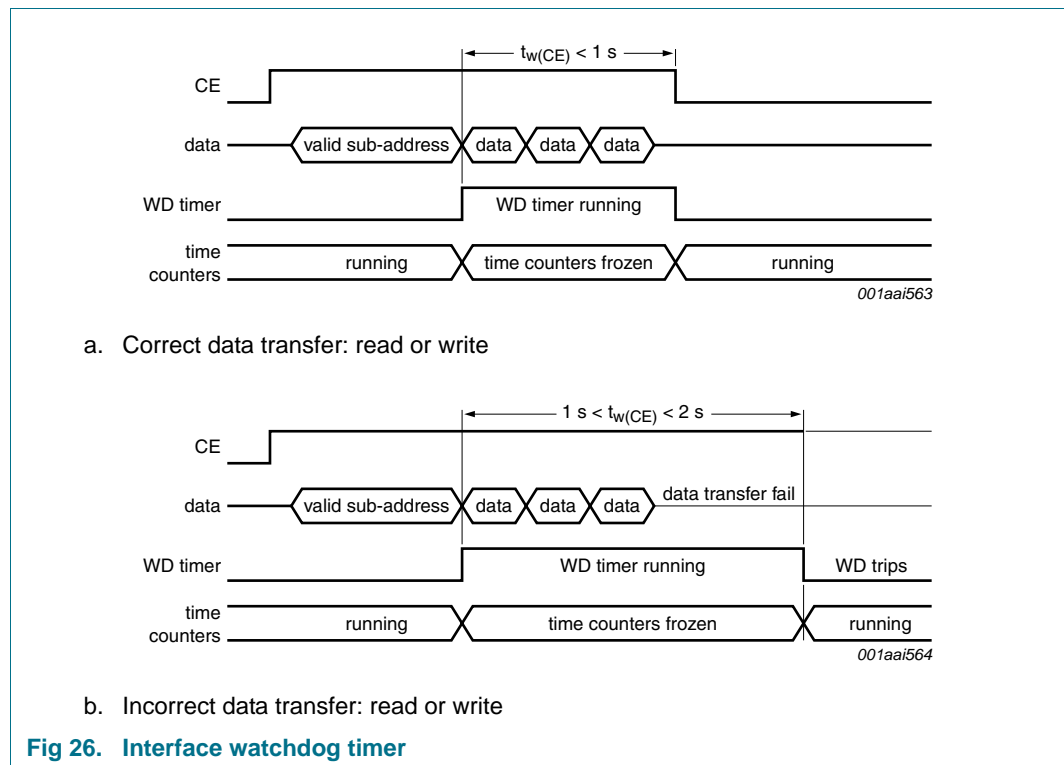 t_w(CE) < 1 s
CE
data valid sub-address data data data
WD timer WD timer running
time counters running time counters frozen running
001aai563
a. Correct data transfer: read or write
1 s < t_w(CE) < 2 s
CE
data valid sub-address data data data data transfer fail
WD timer WD timer running WD trips
time counters running time counters frozen running
001aai564
b. Incorrect data transfer: read or write
Fig 26. Interface watchdog timer